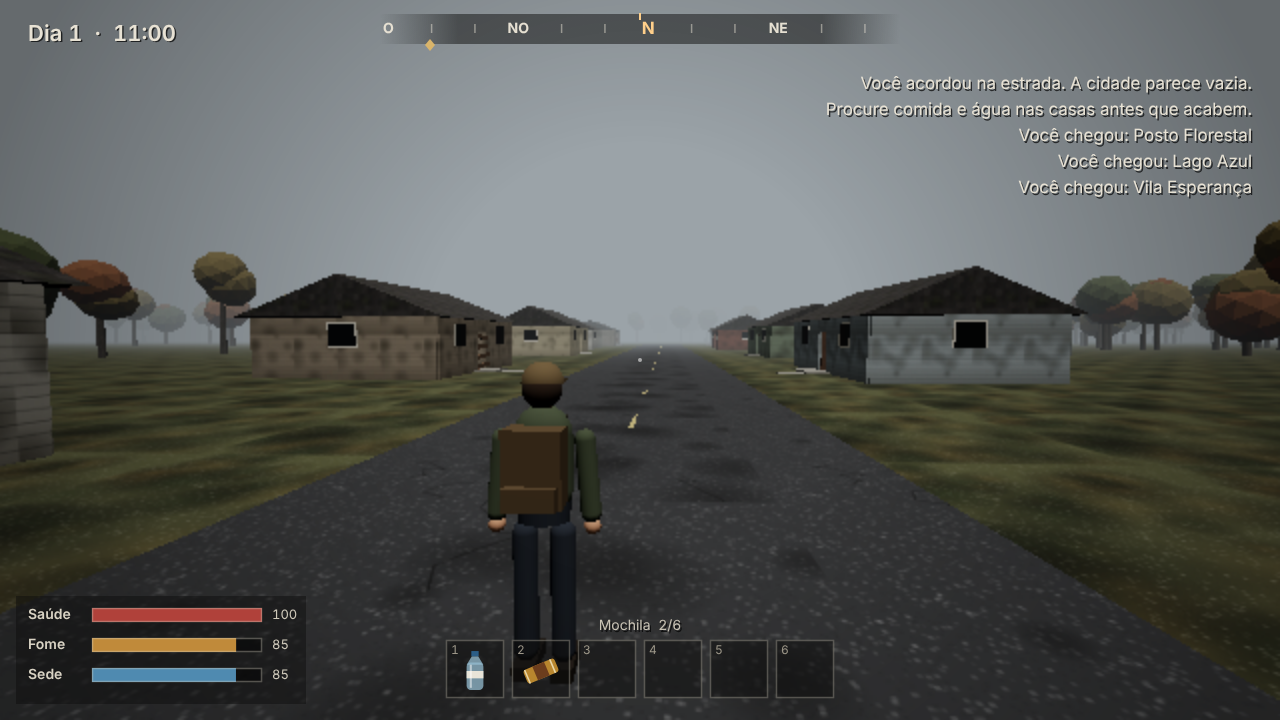 Dia 1 · 11:00
O NO N NE
Você acordou na estrada. A cidade parece vazia.
Procure comida e água nas casas antes que acabem.
Você chegou: Posto Florestal
Você chegou: Lago Azul
Você chegou: Vila Esperança
Saúde 100
Fome 85
Sede 85
Mochila 2/6
1 2 3 4 5 6